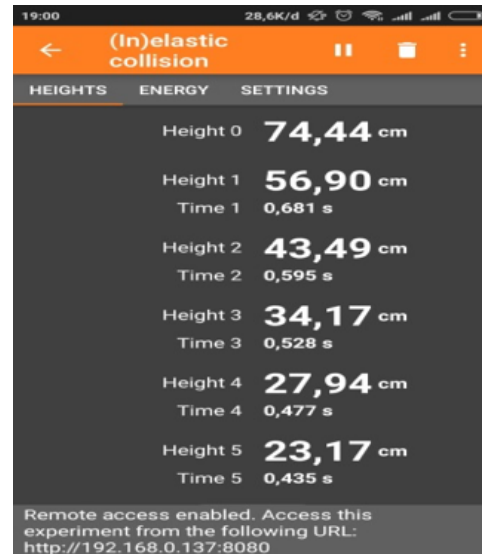 19:00 28,6K/d
(In)elastic
collision
HEIGHTS ENERGY SETTINGS
Height 0 74,44 cm
Height 1 56,90 cm
Time 1 0,681 s
Height 2 43,49 cm
Time 2 0,595 s
Height 3 34,17 cm
Time 3 0,528 s
Height 4 27,94 cm
Time 4 0,477 s
Height 5 23,17 cm
Time 5 0,435 s
Remote access enabled. Access this
experiment from the following URL:
http://192.168.0.137:8080